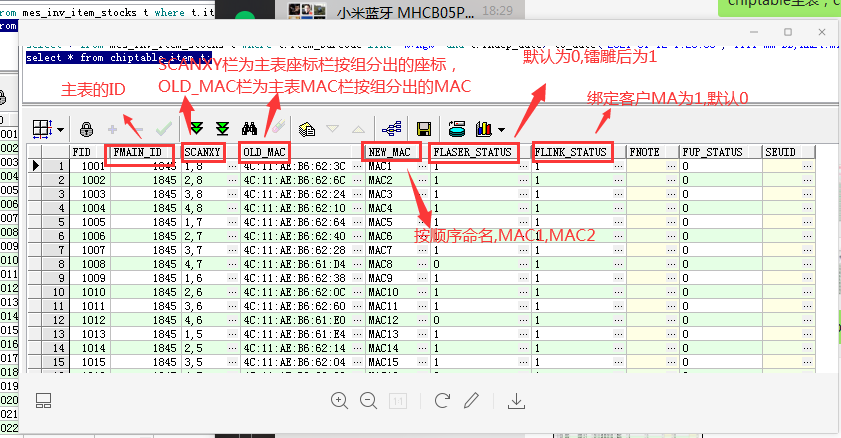 from mes_inv_item_stocks t where t.it
小米蓝牙 MHCB05P... 18:29
select * from chiptable_item t;
主表的ID
SCANXY栏为主表座标栏按组分出的座标，
OLD_MAC栏为主表MAC栏按组分出的MAC
默认为0,镭雕后为1
绑定客户MA为1,默认0
FID FMAIN_ID SCANXY OLD_MAC NEW_MAC FLASER_STATUS FLINK_STATUS FNOTE FUP_STATUS SEUID
1 1001 1845 1,8 4C:11:AE:B6:62:3C MAC1 1 1 0
2 1002 1845 2,8 4C:11:AE:B6:62:6C MAC2 1 1 0
3 1003 1845 3,8 4C:11:AE:B6:62:24 MAC3 1 1 0
4 1004 1845 4,8 4C:11:AE:B6:62:10 MAC4 1 1 0
5 1005 1845 1,7 4C:11:AE:B6:62:64 MAC5 1 1 0
6 1006 1845 2,7 4C:11:AE:B6:62:40 MAC6 1 1 0
7 1007 1845 3,7 4C:11:AE:B6:62:28 MAC7 1 1 0
8 1008 1845 4,7 4C:11:AE:B6:61:D4 MAC8 0 1 0
9 1009 1845 1,6 4C:11:AE:B6:62:38 MAC9 1 1 0
10 1010 1845 2,6 4C:11:AE:B6:62:0C MAC10 1 1 0
11 1011 1845 3,6 4C:11:AE:B6:62:60 MAC11 1 1 0
12 1012 1845 4,6 4C:11:AE:B6:61:E0 MAC12 0 1 0
13 1013 1845 1,5 4C:11:AE:B6:61:E4 MAC13 1 1 0
14 1014 1845 2,5 4C:11:AE:B6:62:14 MAC14 1 1 0
15 1015 1845 3,5 4C:11:AE:B6:62:04 MAC15 1 1 0
按顺序命名,MAC1,MAC2
1:1